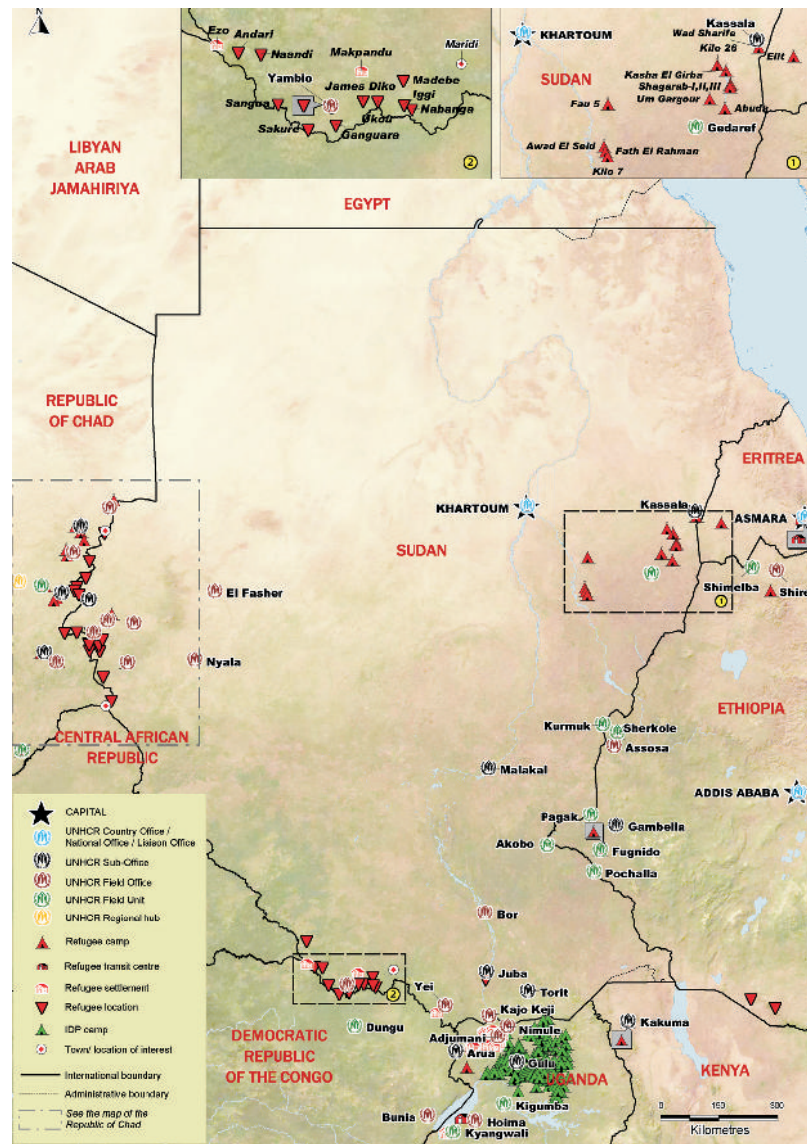 N
Ezo
Andari
Naandi
Makpandu
Maridi
Yambio
James Diko
Madebe
Iggi
Sangua
Okou
Nabanga
Sakure
Ganguara
2
KHARTOUM
SUDAN
Kassala
Wad Sharife
Kilo 26
Eilt
Kasha El Girba
Shagarab-I,II,III
Um Gargour
Abuda
Fau 5
Gedaref
Awad El Seid
Fath El Rahman
Kilo 7
1
LIBYAN
ARAB
JAMAHIRIYA
EGYPT
REPUBLIC
OF CHAD
ERITREA
Kassala
KHARTOUM
ASMARA
SUDAN
Shimelba
Shire
1
El Fasher
Nyala
ETHIOPIA
CENTRAL AFRICAN
REPUBLIC
Kurmuk
Sherkole
Assosa
Malakal
ADDIS ABABA
Pagak
Gambella
Akobo
Fugnido
Pochalla
Bor
Juba
Yei
Torit
2
Kajo Keji
Dungu
Nimule
Kakuma
Adjumani
DEMOCRATIC
REPUBLIC
OF THE CONGO
Arua
Gulu
UGANDA
KENYA
Kigumba
Bunia
Hoima
Kyangwali
CAPITAL
UNHCR Country Office /
National Office / Liaison Office
UNHCR Sub-Office
UNHCR Field Office
UNHCR Field Unit
UNHCR Regional hub
Refugee camp
Refugee transit centre
Refugee settlement
Refugee location
IDP camp
Town/ location of interest
International boundary
Administrative boundary
See the map of the
Republic of Chad
0 150 300
Kilometres